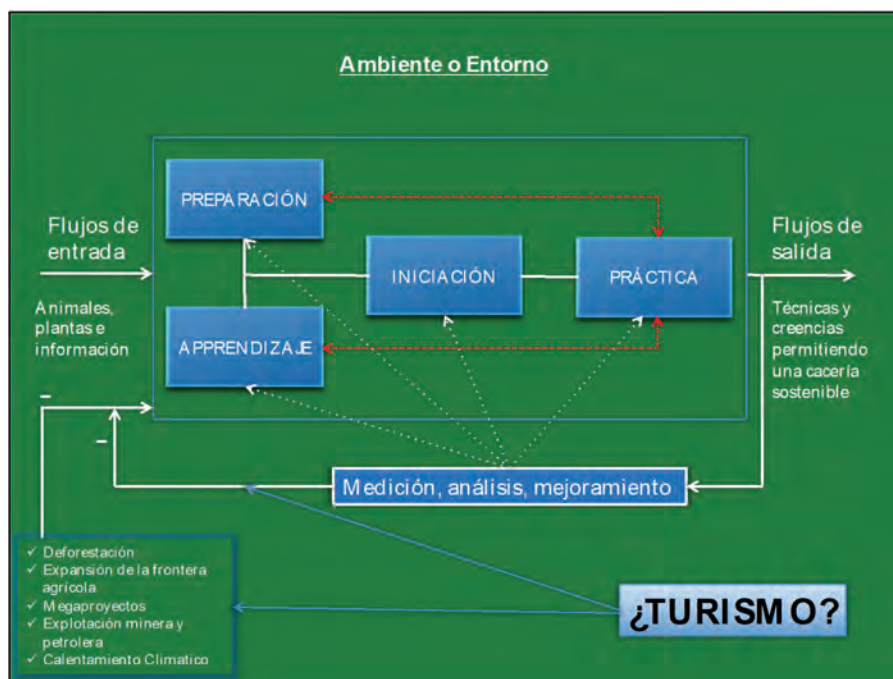 Ambiente o Entorno
PREPARACIÓN
Flujos de
entrada
Flujos de
salida
INICIACIÓN
PRÁCTICA
Animales,
plantas e
información
APPRENDIZAJE
Técnicas y
creencias
permitiendo
una cacería
sostenible
–
–
Medición, análisis, mejoramiento
✓ Deforestación
✓ Expansión de la frontera
agrícola
✓ Megaproyectos
✓ Explotación minera y
petrolera
✓ Calentamiento Climatico
¿TURISMO?